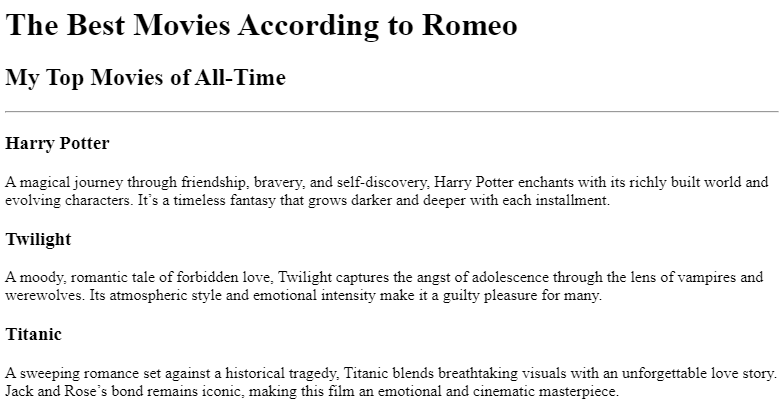 The Best Movies According to Romeo
My Top Movies of All-Time
Harry Potter
A magical journey through friendship, bravery, and self-discovery, Harry Potter enchants with its richly built world and
evolving characters. It’s a timeless fantasy that grows darker and deeper with each installment.
Twilight
A moody, romantic tale of forbidden love, Twilight captures the angst of adolescence through the lens of vampires and
werewolves. Its atmospheric style and emotional intensity make it a guilty pleasure for many.
Titanic
A sweeping romance set against a historical tragedy, Titanic blends breathtaking visuals with an unforgettable love story.
Jack and Rose’s bond remains iconic, making this film an emotional and cinematic masterpiece.